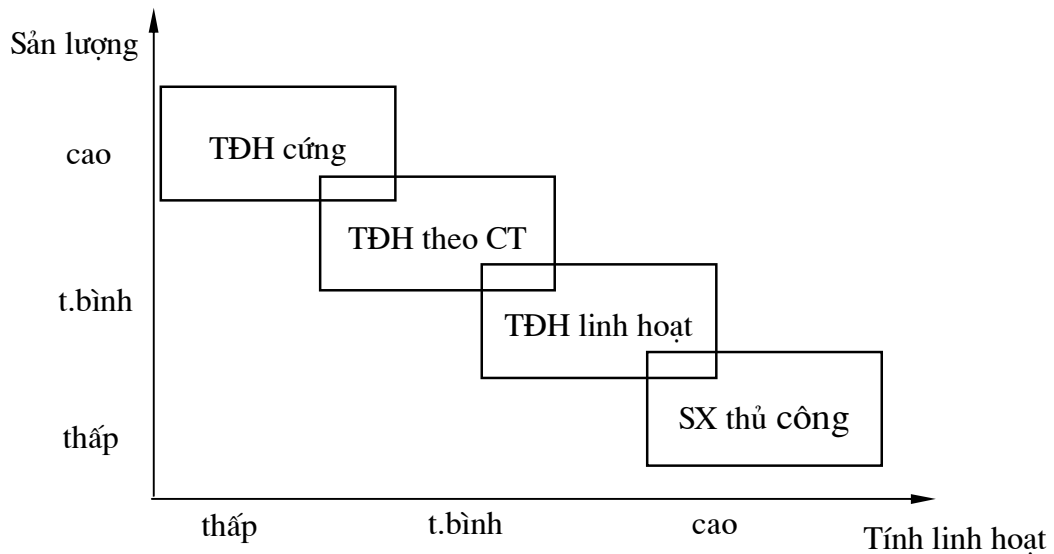 Sản lượng
cao
TĐH cứng
TĐH theo CT
t.bình
TĐH linh hoạt
SX thủ công
thấp
thấp
t.bình
cao
Tính linh hoạt